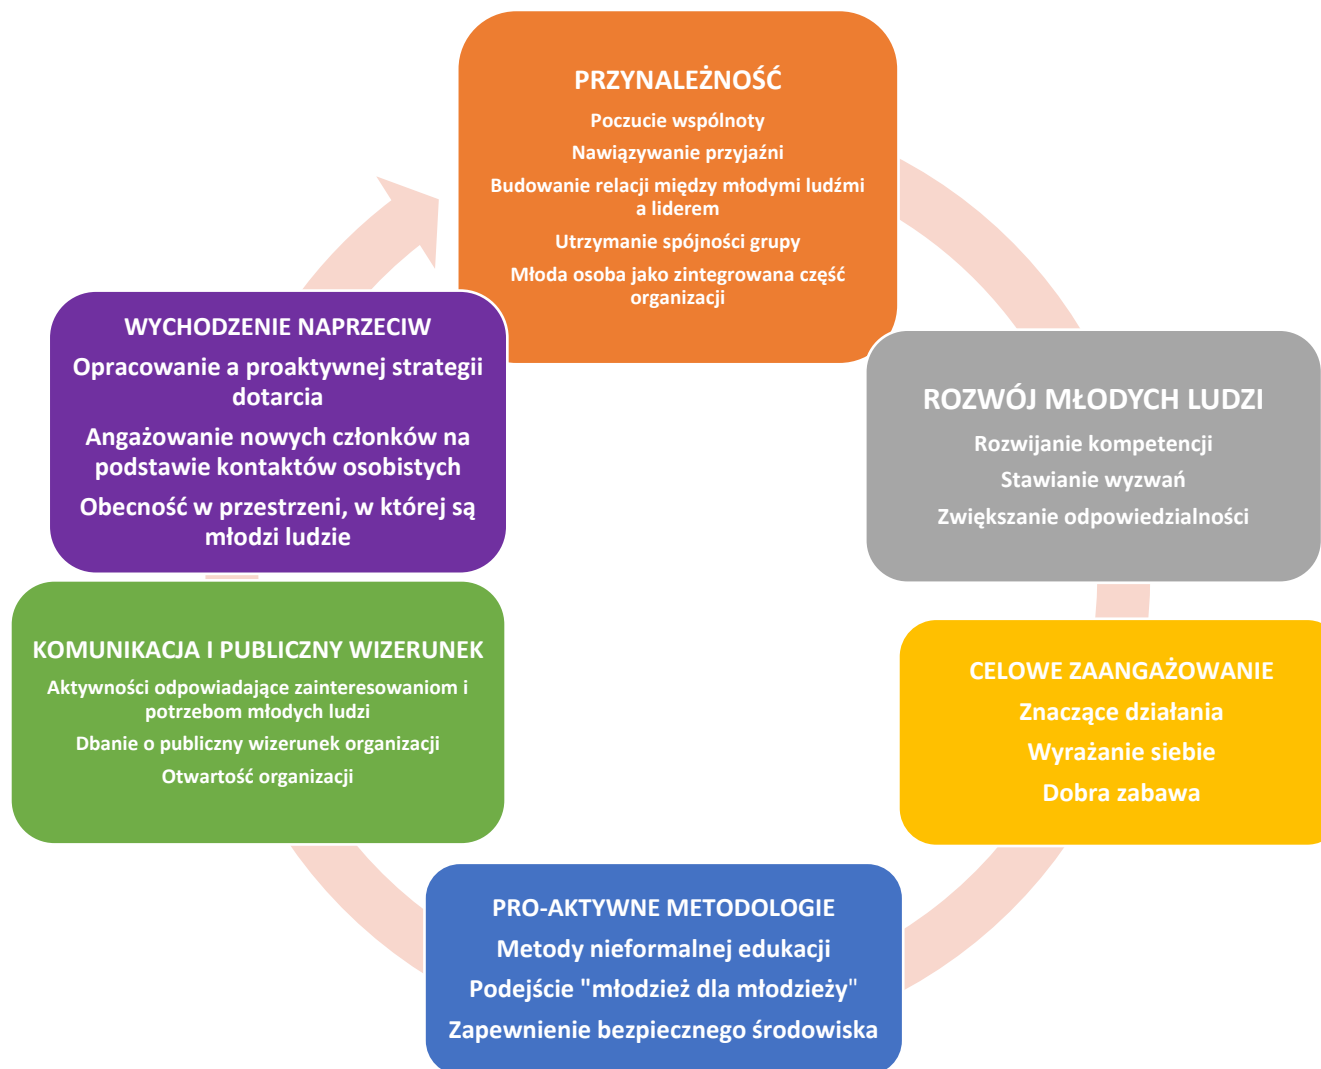 PRZYNALEŻNOŚĆ
Poczucie wspólnoty
Nawiązywanie przyjaźni
Budowanie relacji między młodymi ludźmi
a liderem
Utrzymanie spójności grupy
Młoda osoba jako zintegrowana część
organizacji
ROZWÓJ MŁODYCH LUDZI
Rozwijanie kompetencji
Stawianie wyzwań
Zwiększanie odpowiedzialności
CELOWE ZAANGAŻOWANIE
Znaczące działania
Wyrażanie siebie
Dobra zabawa
PRO-AKTYWNE METODOLOGIE
Metody nieformalnej edukacji
Podejście "młodzież dla młodzieży"
Zapewnienie bezpiecznego środowiska
KOMUNIKACJA I PUBLICZNY WIZERUNEK
Aktywności odpowiadające zainteresowaniom i
potrzebom młodych ludzi
Dbanie o publiczny wizerunek organizacji
Otwartość organizacji
WYCHODZENIE NAPRZECIW
Opracowanie a proaktywnej strategii
dotarcia
Angażowanie nowych członków na
podstawie kontaktów osobistych
Obecność w przestrzeni, w której są
młodzi ludzie